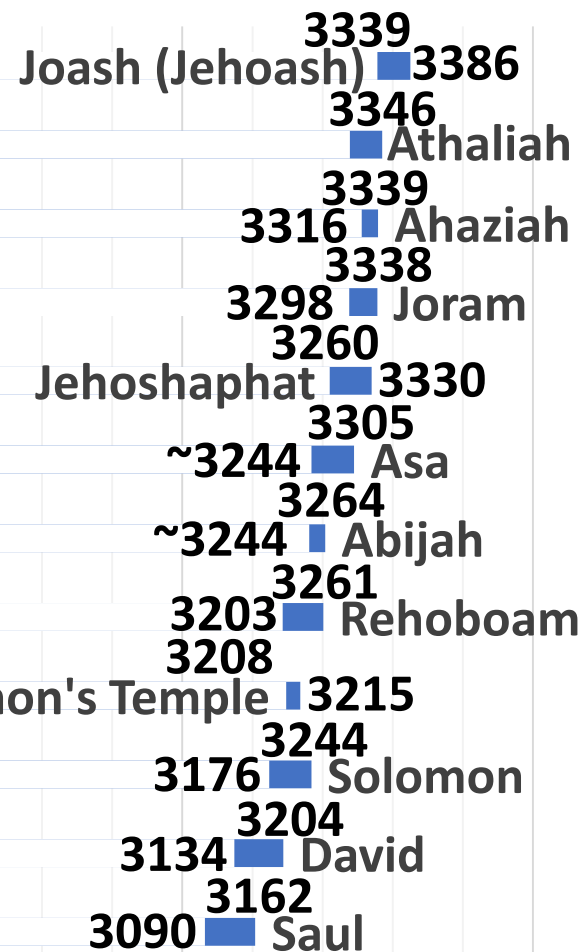 3339
Joash (Jehoash) 3386
3346
Athaliah
3339
3316 Ahaziah
3338
3298 Joram
3260
Jehoshaphat 3330
3305
~3244 Asa
3264
~3244 Abijah
3261
3203 Rehoboam
3208
on's Temple 3215
3244
3176 Solomon
3204
3134 David
3162
3090 Saul